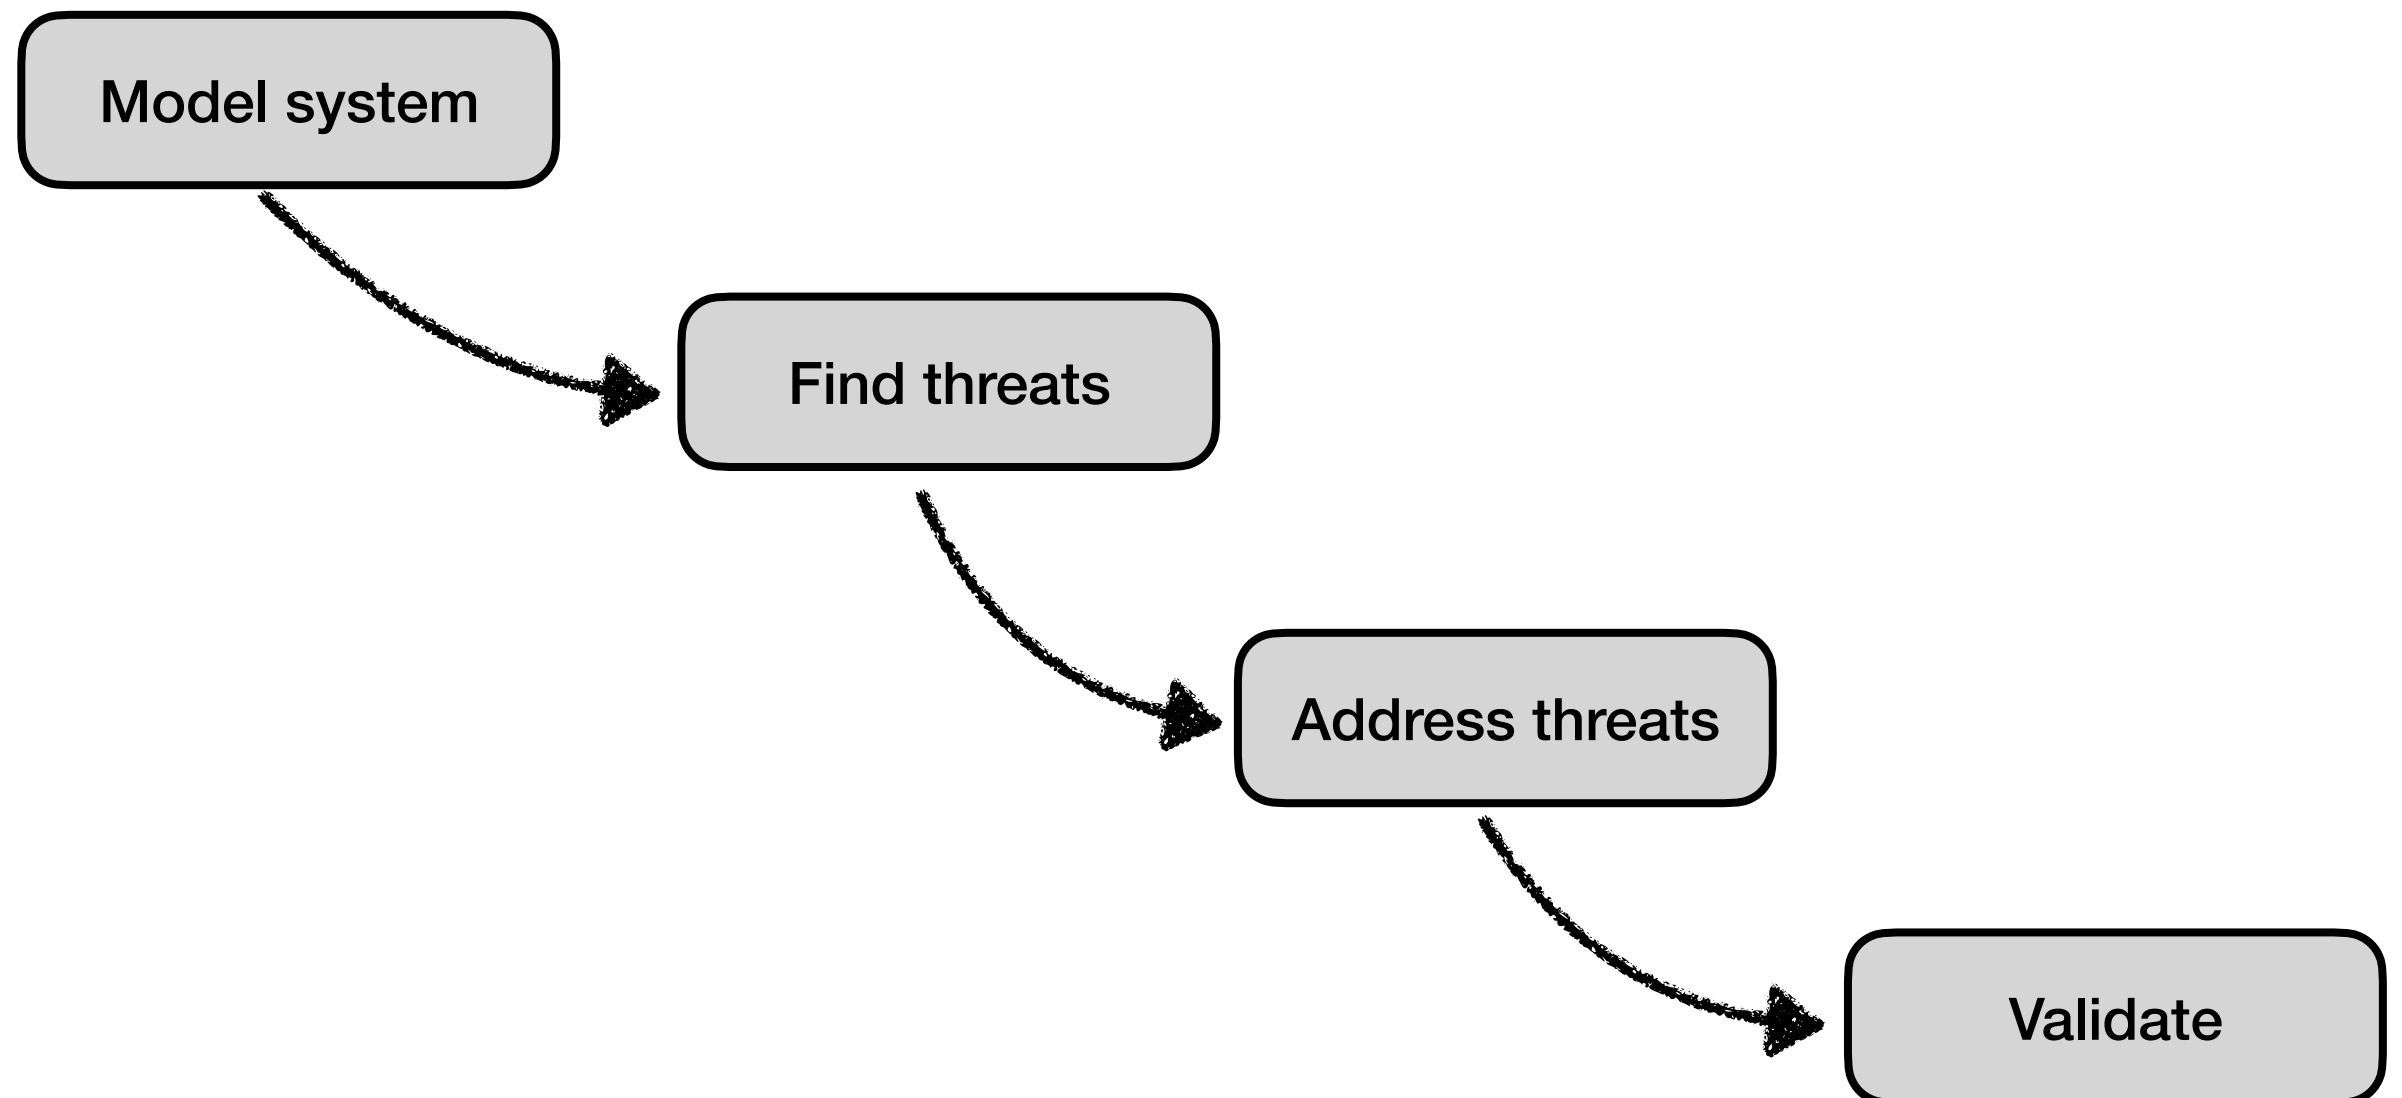 Model system
Find threats
Address threats
Validate